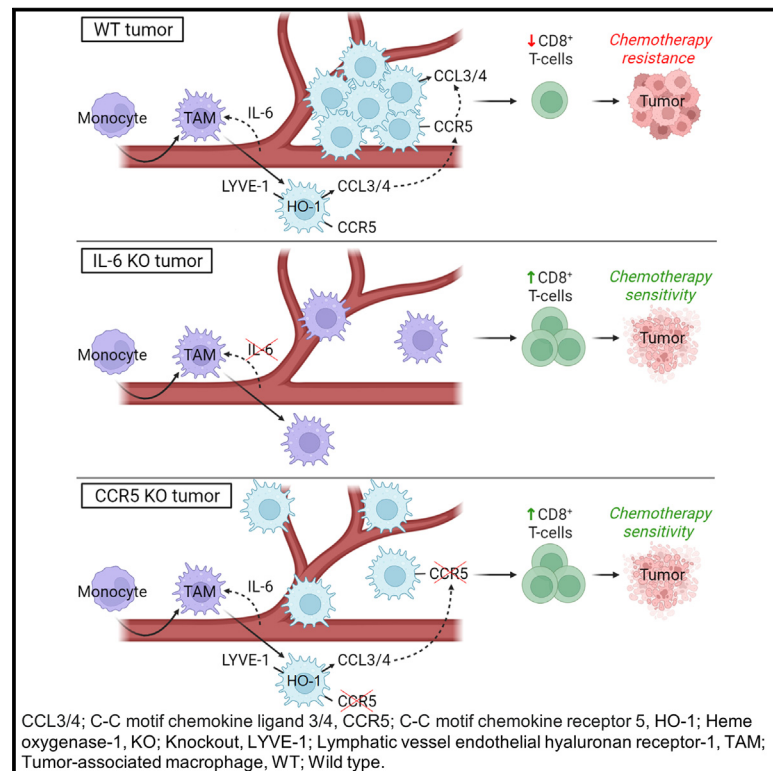 WT tumor
Monocyte
TAM
IL-6
CCL3/4
CCR5
LYVE-1
HO-1
CCL3/4
CCR5
↓CD8+
T-cells
Chemotherapy
resistance
Tumor
IL-6 KO tumor
Monocyte
TAM
IL-6
↑CD8+
T-cells
Chemotherapy
sensitivity
Tumor
CCR5 KO tumor
Monocyte
TAM
IL-6
CCR5
LYVE-1
HO-1
CCL3/4
CCR5
↑CD8+
T-cells
Chemotherapy
sensitivity
Tumor
CCL3/4; C-C motif chemokine ligand 3/4, CCR5; C-C motif chemokine receptor 5, HO-1; Heme
oxygenase-1, KO; Knockout, LYVE-1; Lymphatic vessel endothelial hyaluronan receptor-1, TAM;
Tumor-associated macrophage, WT; Wild type.